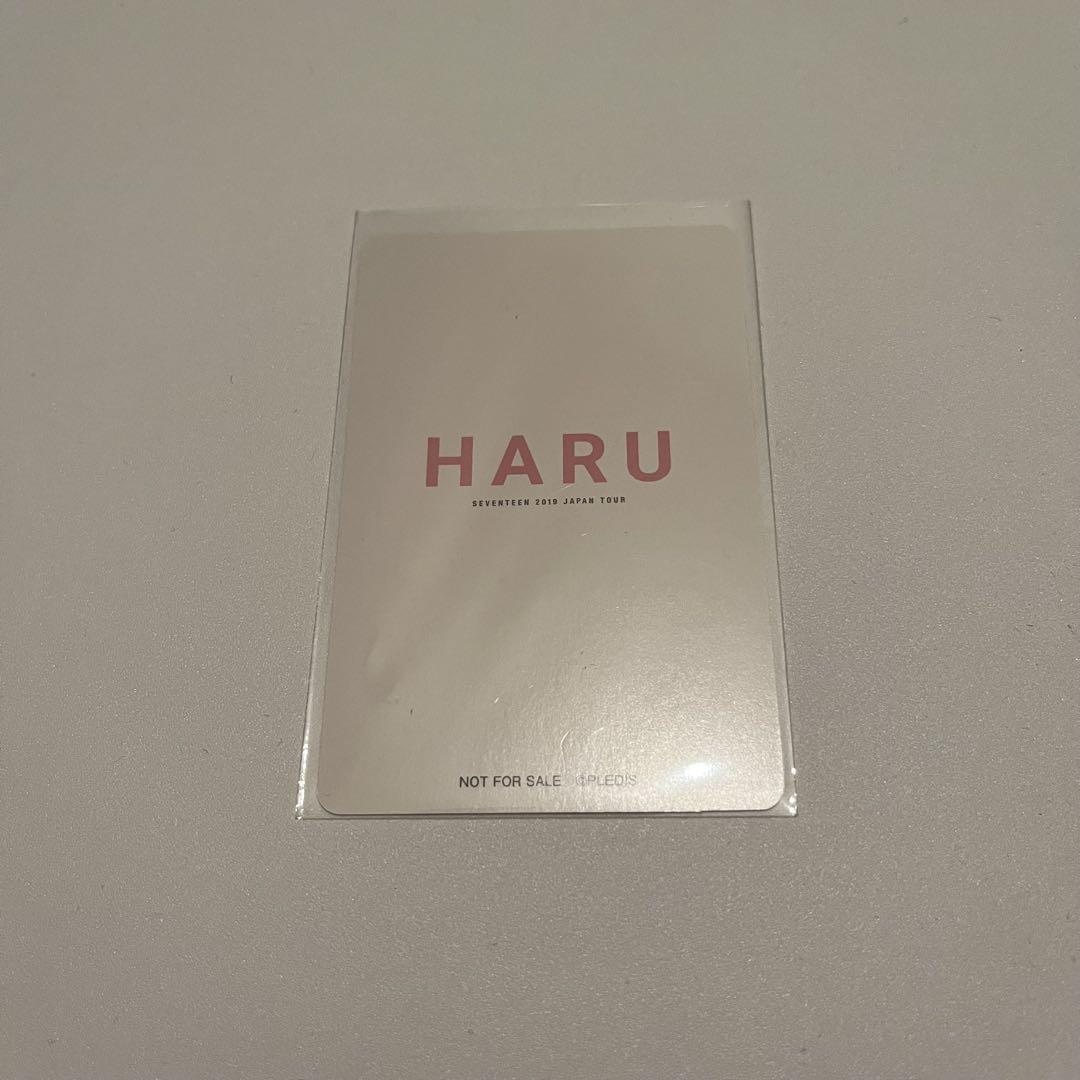 HARU
SEVENTEEN 2019 JAPAN TOUR
NOT FOR SALE ©PLEDIS